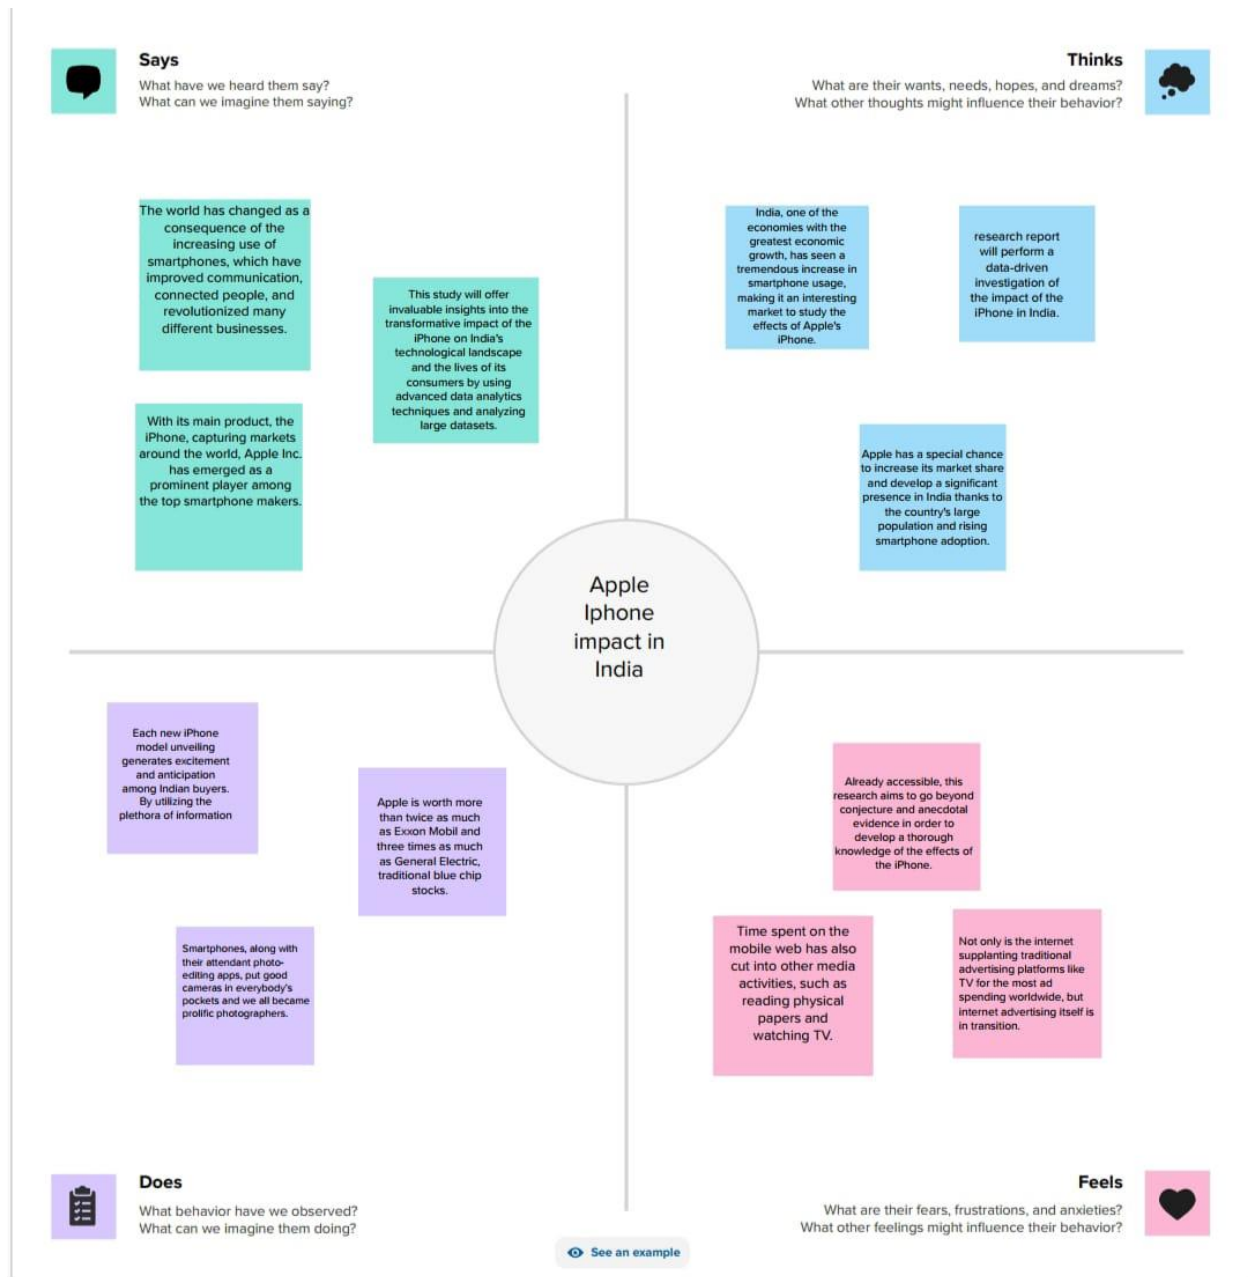 Says
What have we heard them say?
What can we imagine them saying?
Thinks
What are their wants, needs, hopes, and dreams?
What other thoughts might influence their behavior?
The world has changed as a
consequence of the
increasing use of
smartphones, which have
improved communication,
connected people, and
revolutionized many
different businesses.
This study will offer
invaluable insights into the
transformative impact of the
iPhone on India's
technological landscape
and the lives of its
consumers by using
advanced data analytics
techniques and analyzing
large datasets.
With its main product, the
iPhone, capturing markets
around the world, Apple Inc.
has emerged as a
prominent player among
the top smartphone makers.
India, one of the
economies with the
greatest economic
growth, has seen a
tremendous increase in
smartphone usage,
making it an interesting
market to study the
effects of Apple's
iPhone.
research report
will perform a
data-driven
investigation of
the impact of the
iPhone in India.
Apple has a special chance
to increase its market share
and develop a significant
presence in India thanks to
the country's large
population and rising
smartphone adoption.
Apple
Iphone
impact in
India
Each new iPhone
model unveiling
generates excitement
and anticipation
among Indian buyers.
By utilizing the
plethora of information
Apple is worth more
than twice as much
as Exxon Mobil and
three times as much
as General Electric,
traditional blue chip
stocks.
Smartphones, along with
their attendant photo-
editing apps, put good
cameras in everybody's
pockets and we all became
prolific photographers.
Already accessible, this
research aims to go beyond
conjecture and anecdotal
evidence in order to
develop a thorough
knowledge of the effects of
the iPhone.
Time spent on the
mobile web has also
cut into other media
activities, such as
reading physical
papers and
watching TV.
Not only is the internet
supplanting traditional
advertising platforms like
TV for the most ad
spending worldwide, but
internet advertising itself is
in transition.
Does
What behavior have we observed?
What can we imagine them doing?
Feels
What are their fears, frustrations, and anxieties?
What other feelings might influence their behavior?
See an example